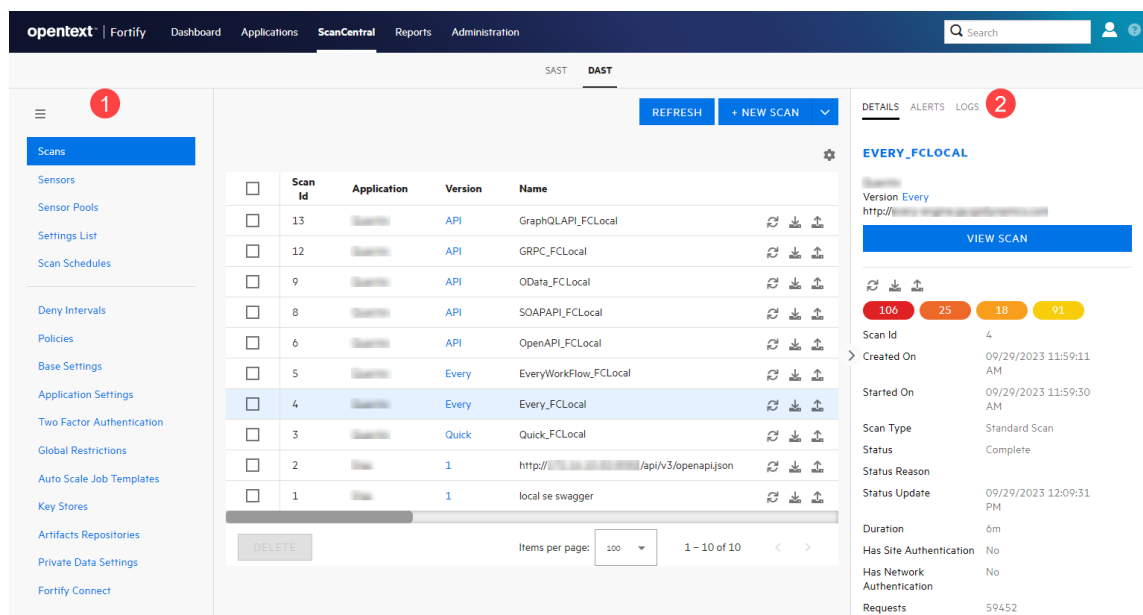 opentext™ | Fortify Dashboard Applications ScanCentral Reports Administration Search
SAST DAST
1
Scans
Sensors
Sensor Pools
Settings List
Scan Schedules
Deny Intervals
Policies
Base Settings
Application Settings
Two Factor Authentication
Global Restrictions
Auto Scale Job Templates
Key Stores
Artifacts Repositories
Private Data Settings
Fortify Connect
REFRESH + NEW SCAN
Scan Id Application Version Name
13 API GraphQLAPI_FCLocal
12 API GRPC_FCLocal
9 API OData_FCLocal
8 API SOAPAPI_FCLocal
6 API OpenAPI_FCLocal
5 Every EveryWorkFlow_FCLocal
4 Every Every_FCLocal
3 Quick Quick_FCLocal
2 1 http:// /api/v3/openapi.json
1 1 local se swagger
DELETE Items per page: 100 1 – 10 of 10
DETAILS ALERTS LOGS 2
EVERY_FCLOCAL
Version Every
http://
VIEW SCAN
106 25 18 91
Scan Id 4
Created On 09/29/2023 11:59:11
AM
Started On 09/29/2023 11:59:30
AM
Scan Type Standard Scan
Status Complete
Status Reason
Status Update 09/29/2023 12:09:31
PM
Duration 6m
Has Site Authentication No
Has Network No
Authentication
Requests 59452